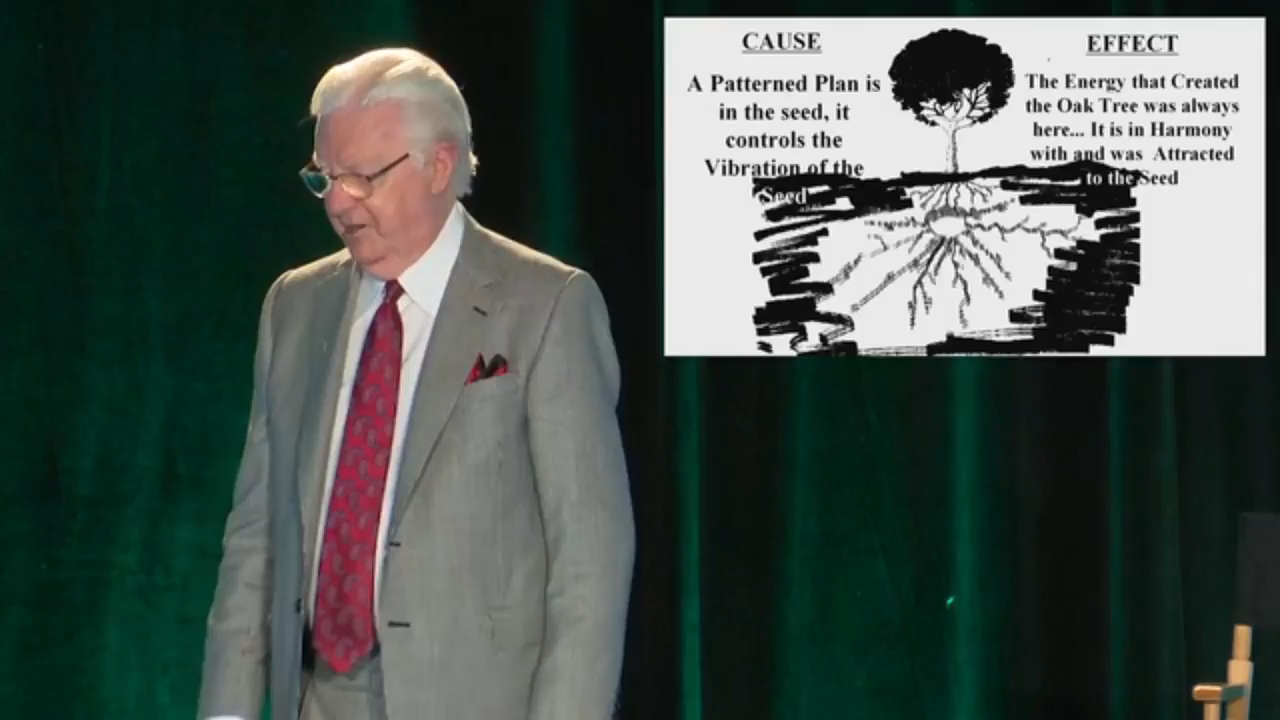 CAUSE
A Patterned Plan is
in the seed, it
controls the
Vibration of the
Seed
EFFECT
The Energy that Created
the Oak Tree was always
here... It is in Harmony
with and was Attracted
to the Seed